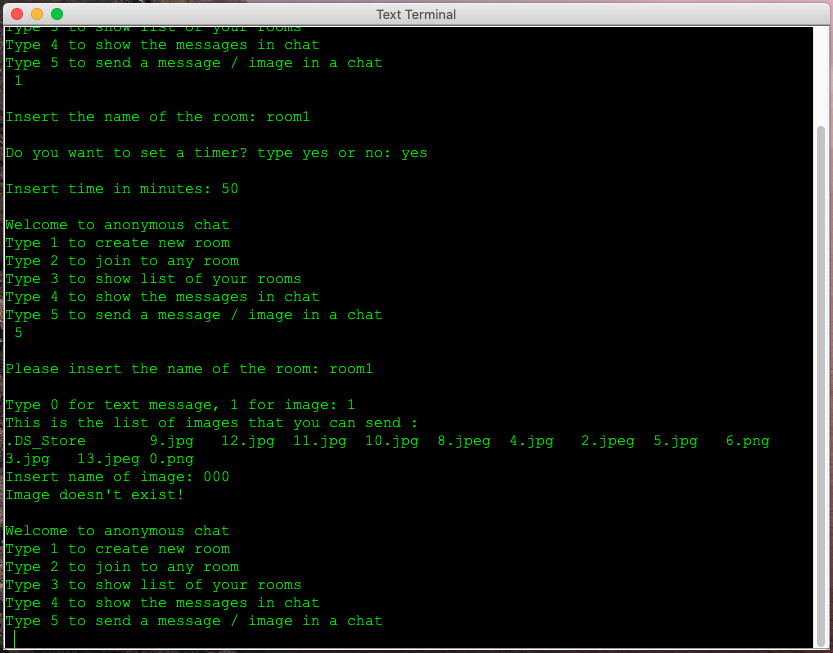 Text Terminal
Type 3 to show list of your rooms
Type 4 to show the messages in chat
Type 5 to send a message / image in a chat
1
Insert the name of the room: room1
Do you want to set a timer? type yes or no: yes
Insert time in minutes: 50
Welcome to anonymous chat
Type 1 to create new room
Type 2 to join to any room
Type 3 to show list of your rooms
Type 4 to show the messages in chat
Type 5 to send a message / image in a chat
5
Please insert the name of the room: room1
Type 0 for text message, 1 for image: 1
This is the list of images that you can send :
.DS_Store 9.jpg 12.jpg 11.jpg 10.jpg 8.jpeg 4.jpg 2.jpeg 5.jpg 6.png
3.jpg 13.jpeg 0.png
Insert name of image: 000
Image doesn't exist!
Welcome to anonymous chat
Type 1 to create new room
Type 2 to join to any room
Type 3 to show list of your rooms
Type 4 to show the messages in chat
Type 5 to send a message / image in a chat